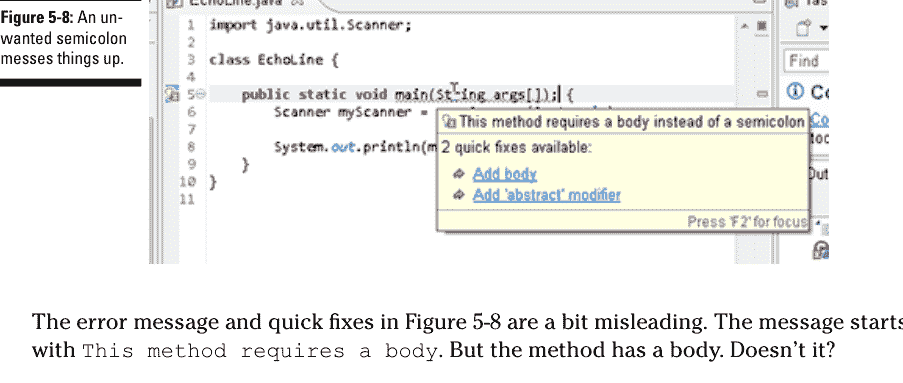 Figure 5-8: An un-
wanted semicolon
messes things up.
EchoLine.java
1 import java.util.Scanner;
2
3 class EchoLine {
4
5 public static void main(String args[]); {
6 Scanner myScanner =
7
8 System.out.println(m
9 }
10 }
11
This method requires a body instead of a semicolon
2 quick fixes available:
Add body
Add 'abstract' modifier
Press 'F2' for focus
Find
The error message and quick fixes in Figure 5-8 are a bit misleading. The message starts
with This method requires a body. But the method has a body. Doesn't it?